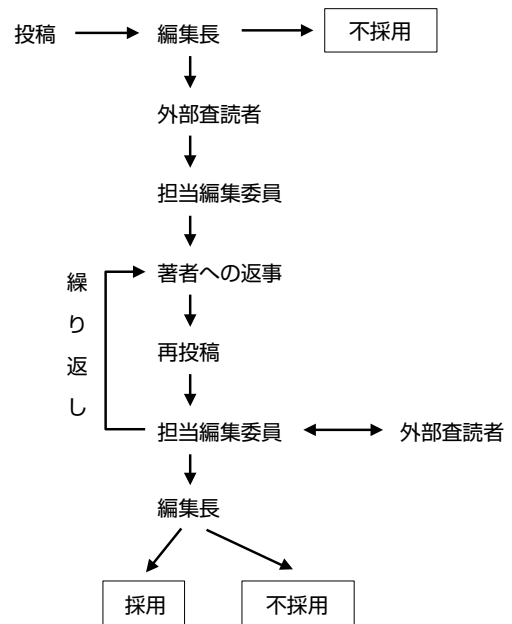 投稿
編集長
不採用
外部査読者
担当編集委員
著者への返事
繰り返し
再投稿
担当編集委員
外部査読者
編集長
採用
不採用